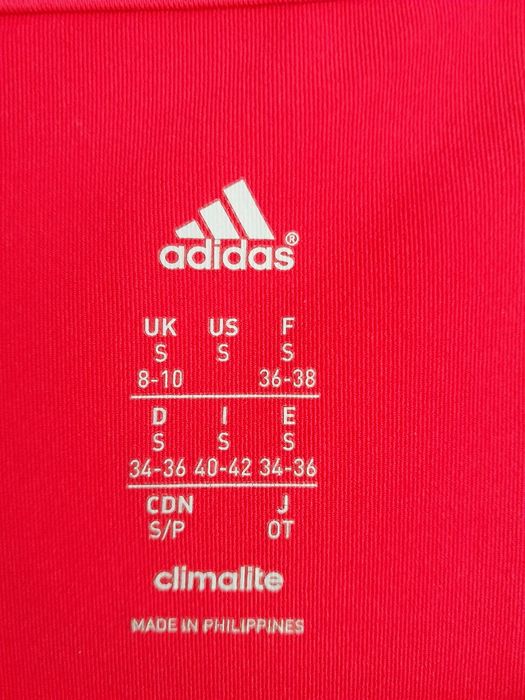 adidas®
UK US F
S S S
8-10 36-38
D I E
S S S
34-36 40-42 34-36
CDN J
S/P OT
climalite
MADE IN PHILIPPINES